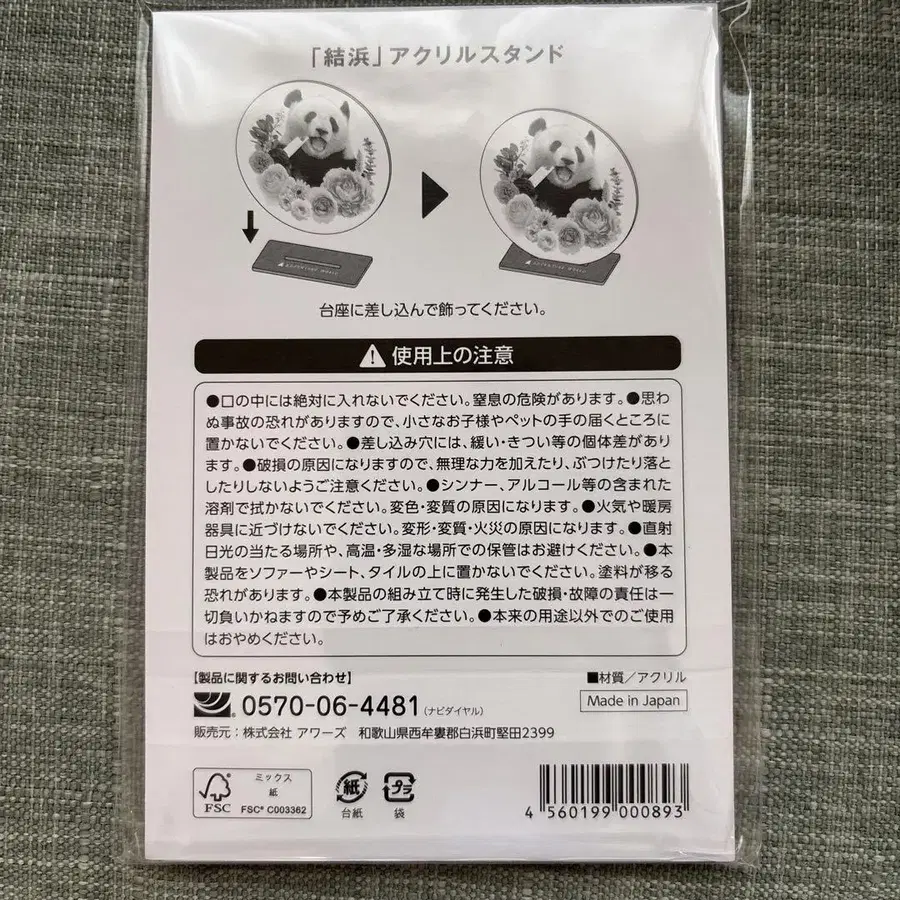 「結浜」アクリルスタンド
ADVENTURE WORLD
ADVENTURE WORLD
台座に差し込んで飾ってください。
使用上の注意
●口の中には絶対に入れないでください。窒息の危険があります。●思わ
ぬ事故の恐れがありますので、小さなお子様やペットの手の届くところに
置かないでください。●差し込み穴には、緩い・きつい等の個体差があり
ます。●破損の原因になりますので、無理な力を加えたり、ぶつけたり落と
したりしないようご注意ください。●シンナー、アルコール等の含まれた
溶剤で拭かないでください。変色・変質の原因になります。●火気や暖房
器具に近づけないでください。変形・変質・火災の原因になります。●直射
日光の当たる場所や、高温・多湿な場所での保管はお避けください。●本
製品をソファーやシート、タイルの上に置かないでください。塗料が移る
恐れがあります。●本製品の組み立て時に発生した破損・故障の責任は一
切負いかねますので予めご了承ください。●本来の用途以外でのご使用
はおやめください。
【製品に関するお問い合わせ】
■材質／アクリル
0570-06-4481(ナビダイヤル)
Made in Japan
販売元：株式会社 アワーズ 和歌山県西牟婁郡白浜町堅田2399
FSC
ミックス
紙
FSC® C003362
紙
台紙
プラ
袋
4 560199 000893